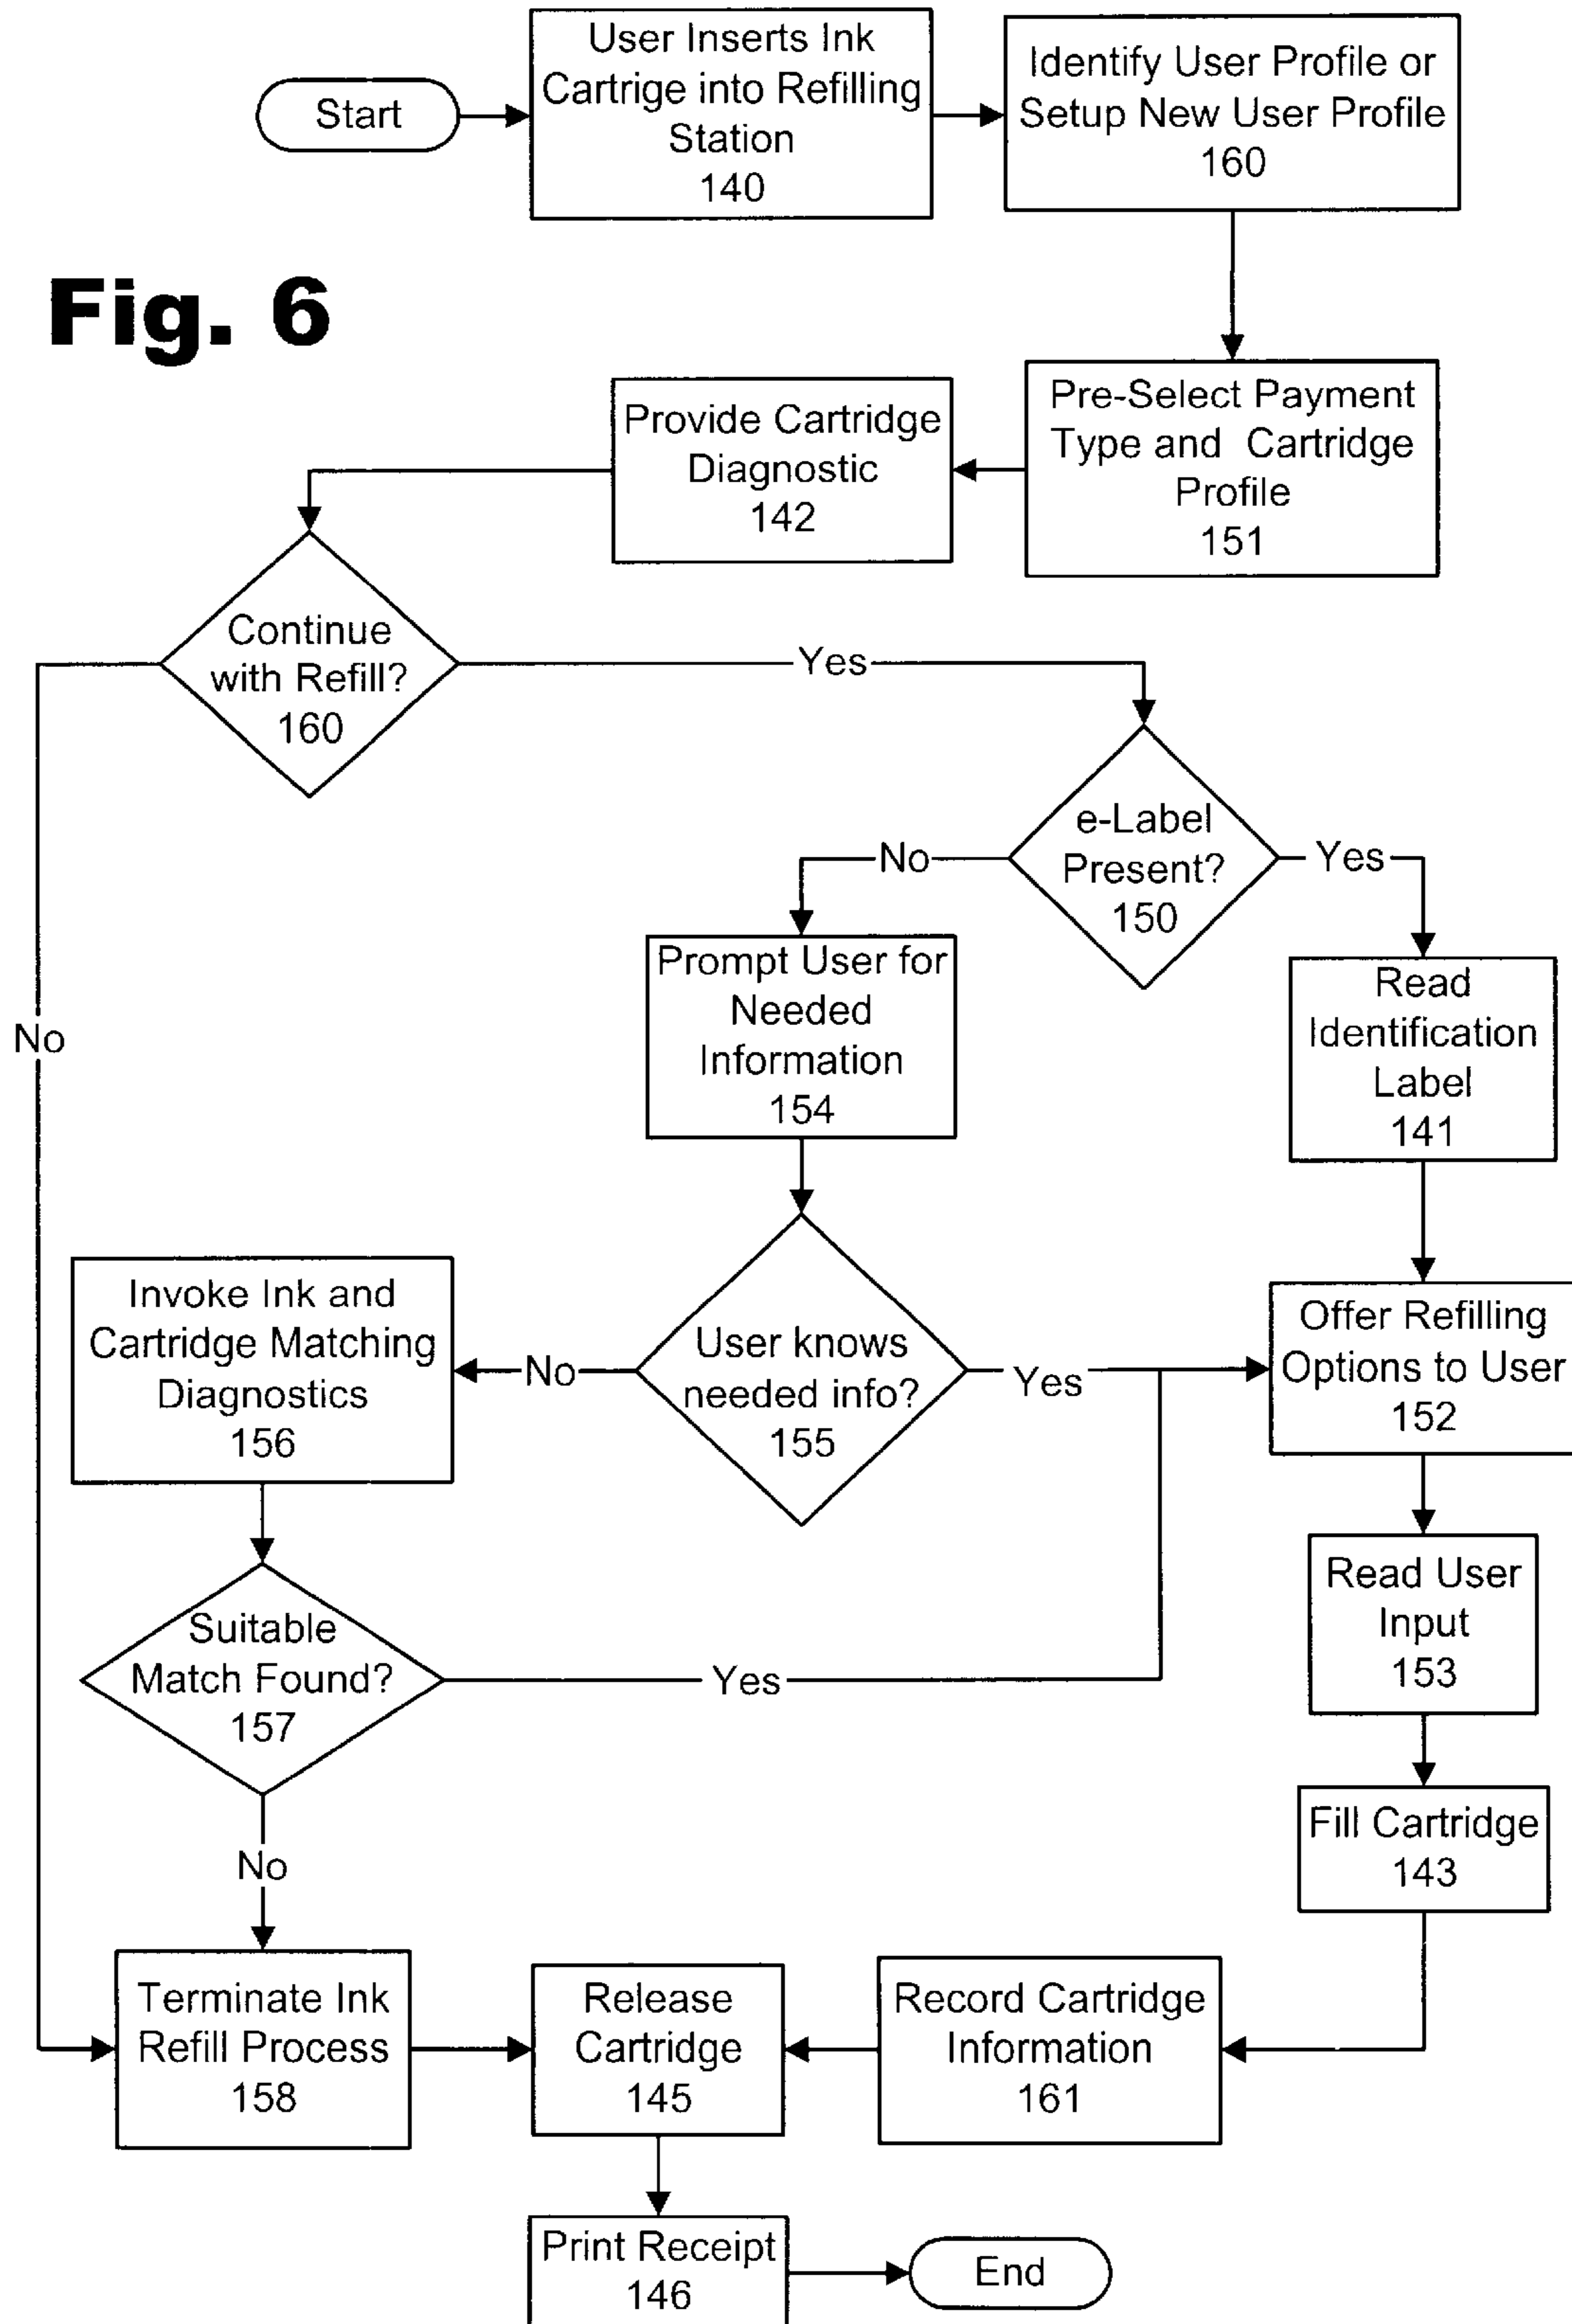 Start
User Inserts Ink
Cartrige into Refilling
Station
140
Identify User Profile or
Setup New User Profile
160
Fig. 6
Pre-Select Payment
Type and Cartridge
Profile
151
Provide Cartridge
Diagnostic
142
Continue
with Refill?
160
Yes
No
e-Label
Present?
150
No
Yes
Prompt User for
Needed
Information
154
Read
Identification
Label
141
User knows
needed info?
155
No
Yes
Invoke Ink and
Cartridge Matching
Diagnostics
156
Offer Refilling
Options to User
152
Suitable
Match Found?
157
Yes
No
Read User
Input
153
Fill Cartridge
143
Terminate Ink
Refill Process
158
Release
Cartridge
145
Record Cartridge
Information
161
Print Receipt
146
End